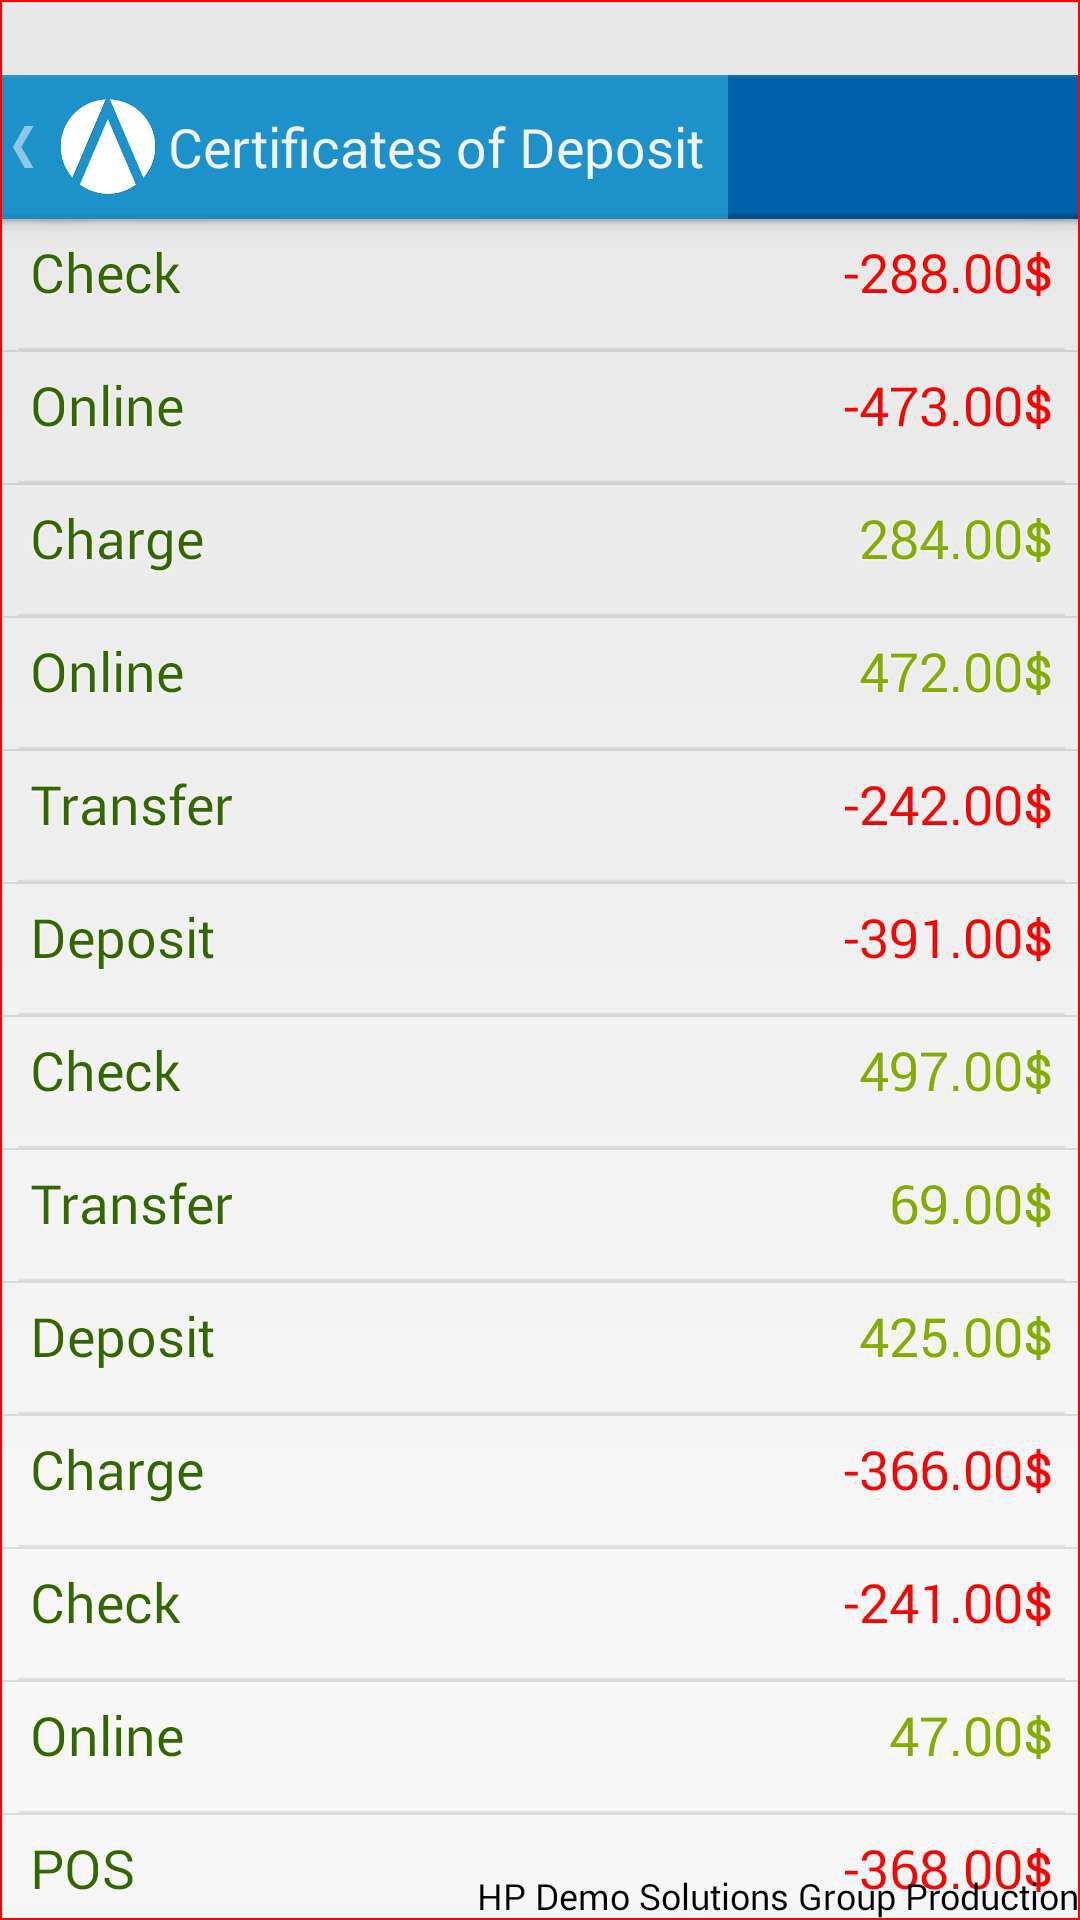 Certificates of Deposit
Check -288.00$
Online -473.00$
Charge 284.00$
Online 472.00$
Transfer -242.00$
Deposit -391.00$
Check 497.00$
Transfer 69.00$
Deposit 425.00$
Charge -366.00$
Check -241.00$
Online 47.00$
POS -368.00$
HP Demo Solutions Group Production